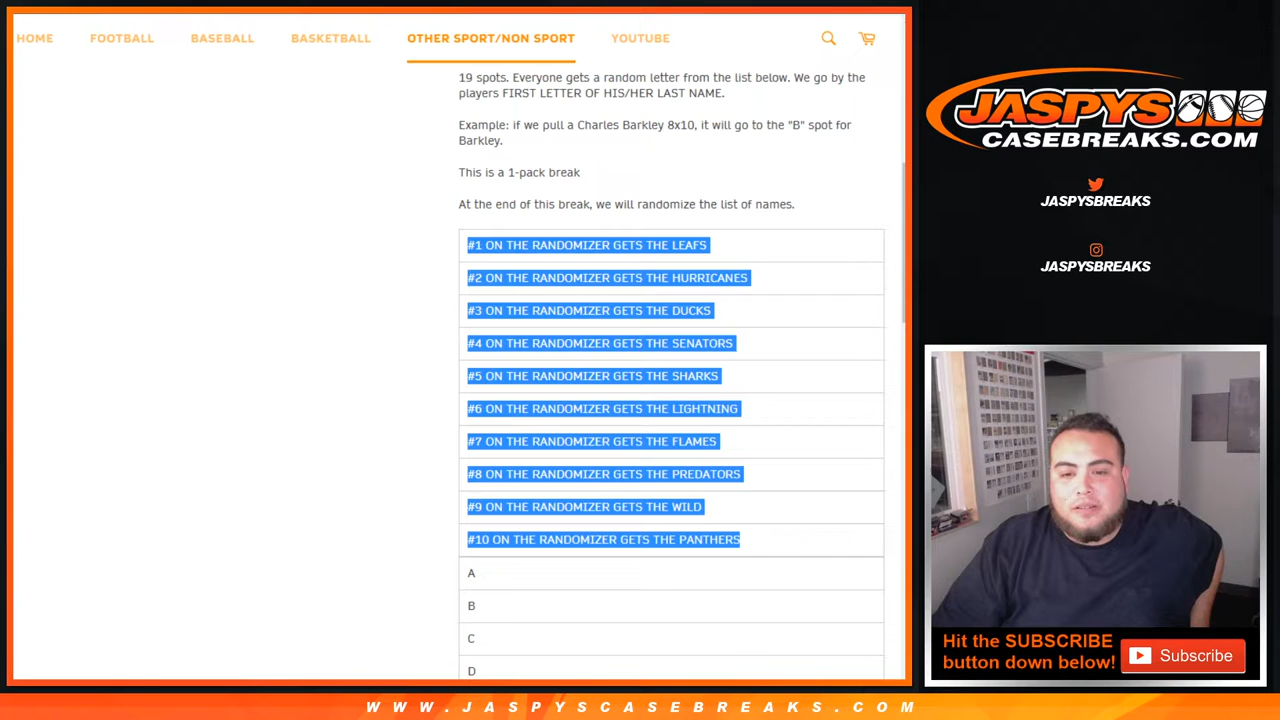 HOME FOOTBALL BASEBALL BASKETBALL OTHER SPORT/NON SPORT YOUTUBE
19 spots. Everyone gets a random letter from the list below. We go by the
players FIRST LETTER OF HIS/HER LAST NAME.
Example: if we pull a Charles Barkley 8x10, it will go to the "B" spot for
Barkley.
This is a 1-pack break
At the end of this break, we will randomize the list of names.
#1 ON THE RANDOMIZER GETS THE LEAFS
#2 ON THE RANDOMIZER GETS THE HURRICANES
#3 ON THE RANDOMIZER GETS THE DUCKS
#4 ON THE RANDOMIZER GETS THE SENATORS
#5 ON THE RANDOMIZER GETS THE SHARKS
#6 ON THE RANDOMIZER GETS THE LIGHTNING
#7 ON THE RANDOMIZER GETS THE FLAMES
#8 ON THE RANDOMIZER GETS THE PREDATORS
#9 ON THE RANDOMIZER GETS THE WILD
#10 ON THE RANDOMIZER GETS THE PANTHERS
A
B
C
D
JASPYS
CASEBREAKS.COM
JASPYSBREAKS
JASPYSBREAKS
Hit the SUBSCRIBE
button down below!
Subscribe
WWW.JASPYSCASEBREAKS.COM